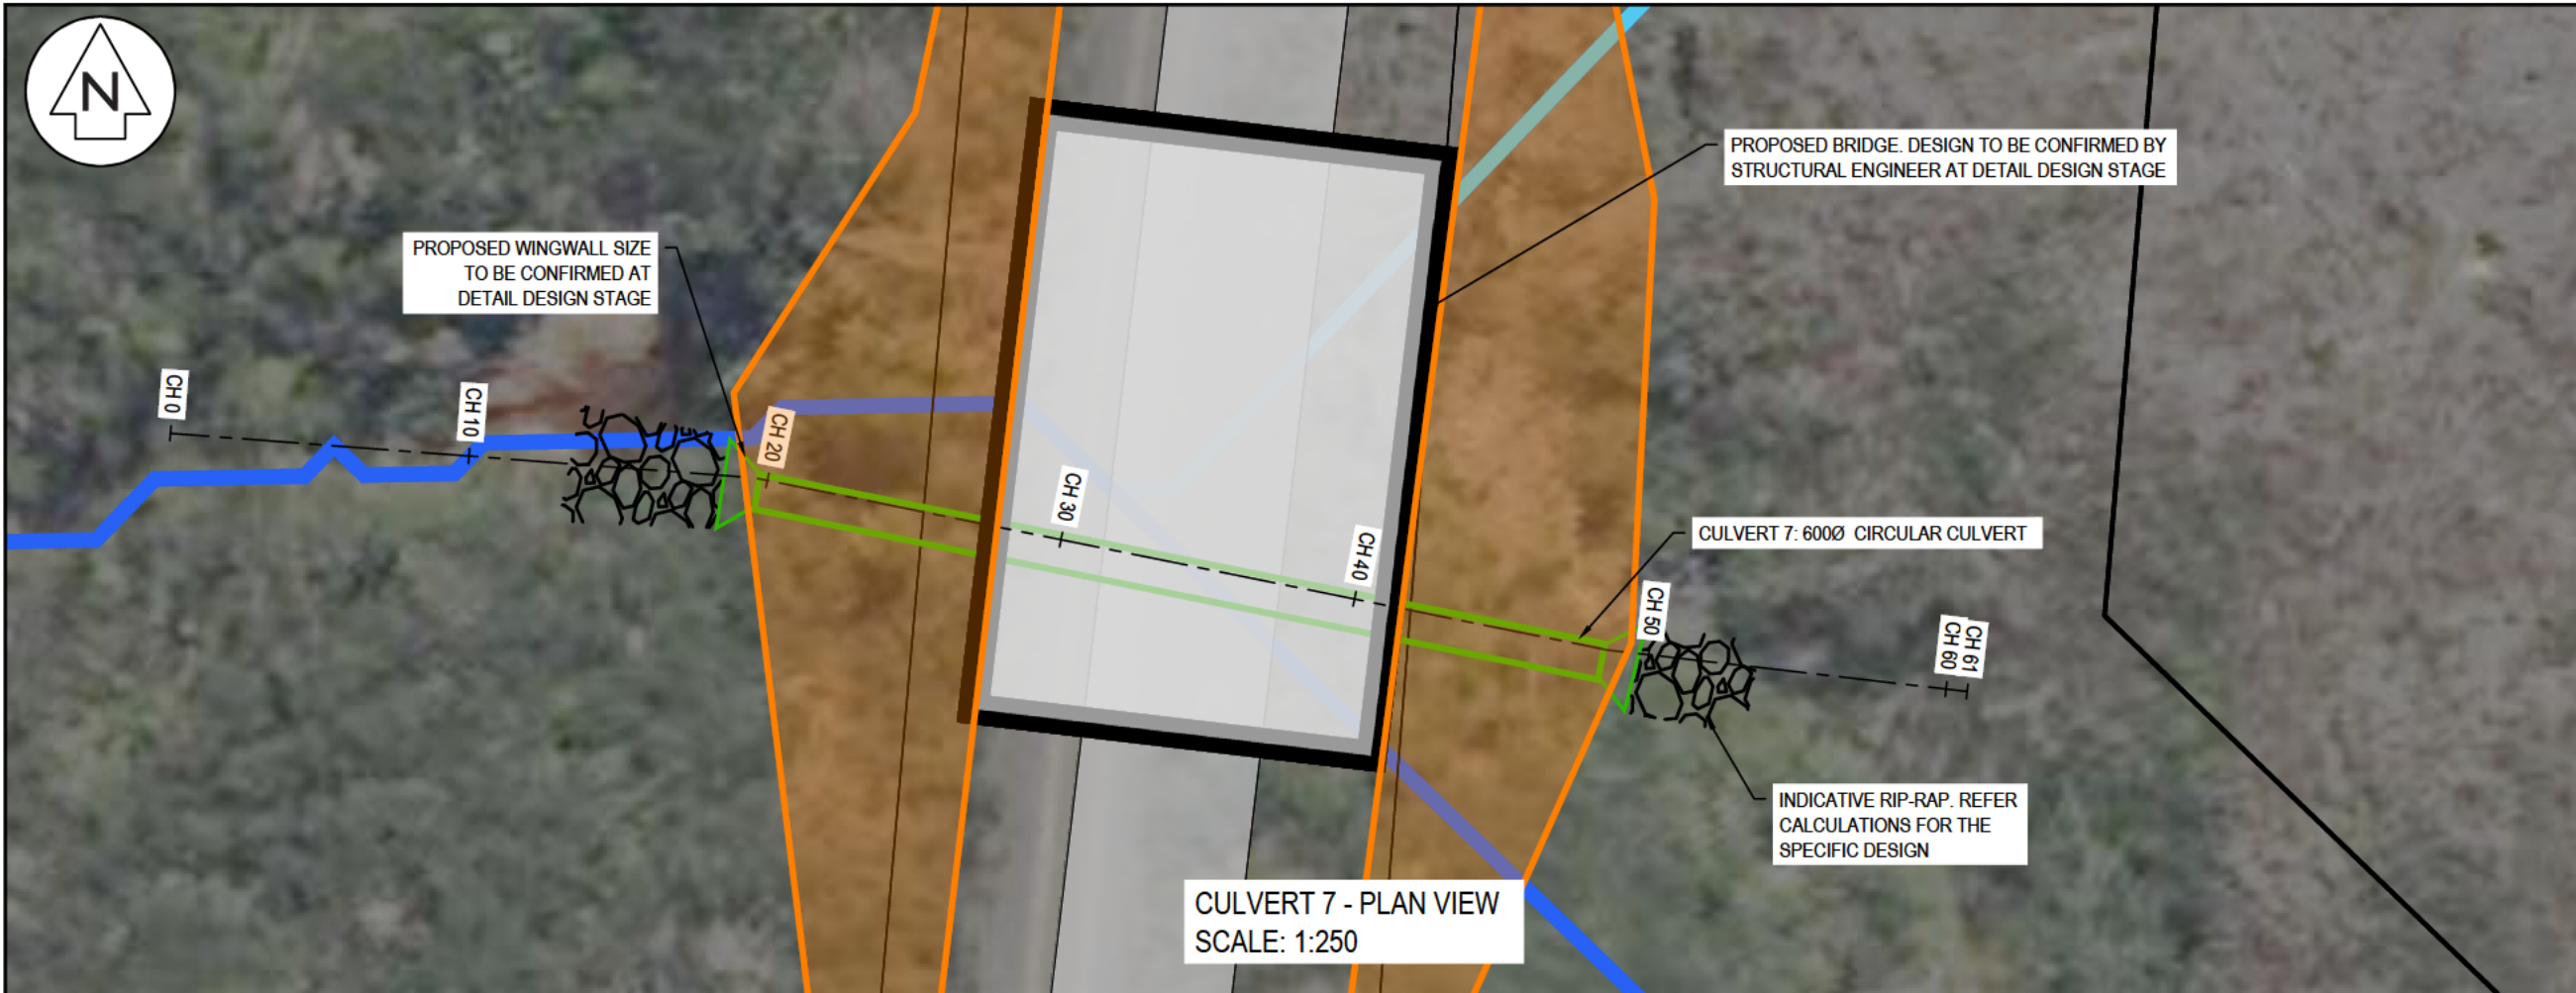 N
PROPOSED BRIDGE. DESIGN TO BE CONFIRMED BY
STRUCTURAL ENGINEER AT DETAIL DESIGN STAGE
PROPOSED WINGWALL SIZE
TO BE CONFIRMED AT
DETAIL DESIGN STAGE
CH 0
CH 10
CH 20
CH 30
CH 40
CH 50
CH 60
CH 61
CULVERT 7: 600Ø CIRCULAR CULVERT
INDICATIVE RIP-RAP. REFER
CALCULATIONS FOR THE
SPECIFIC DESIGN
CULVERT 7 - PLAN VIEW
SCALE: 1:250